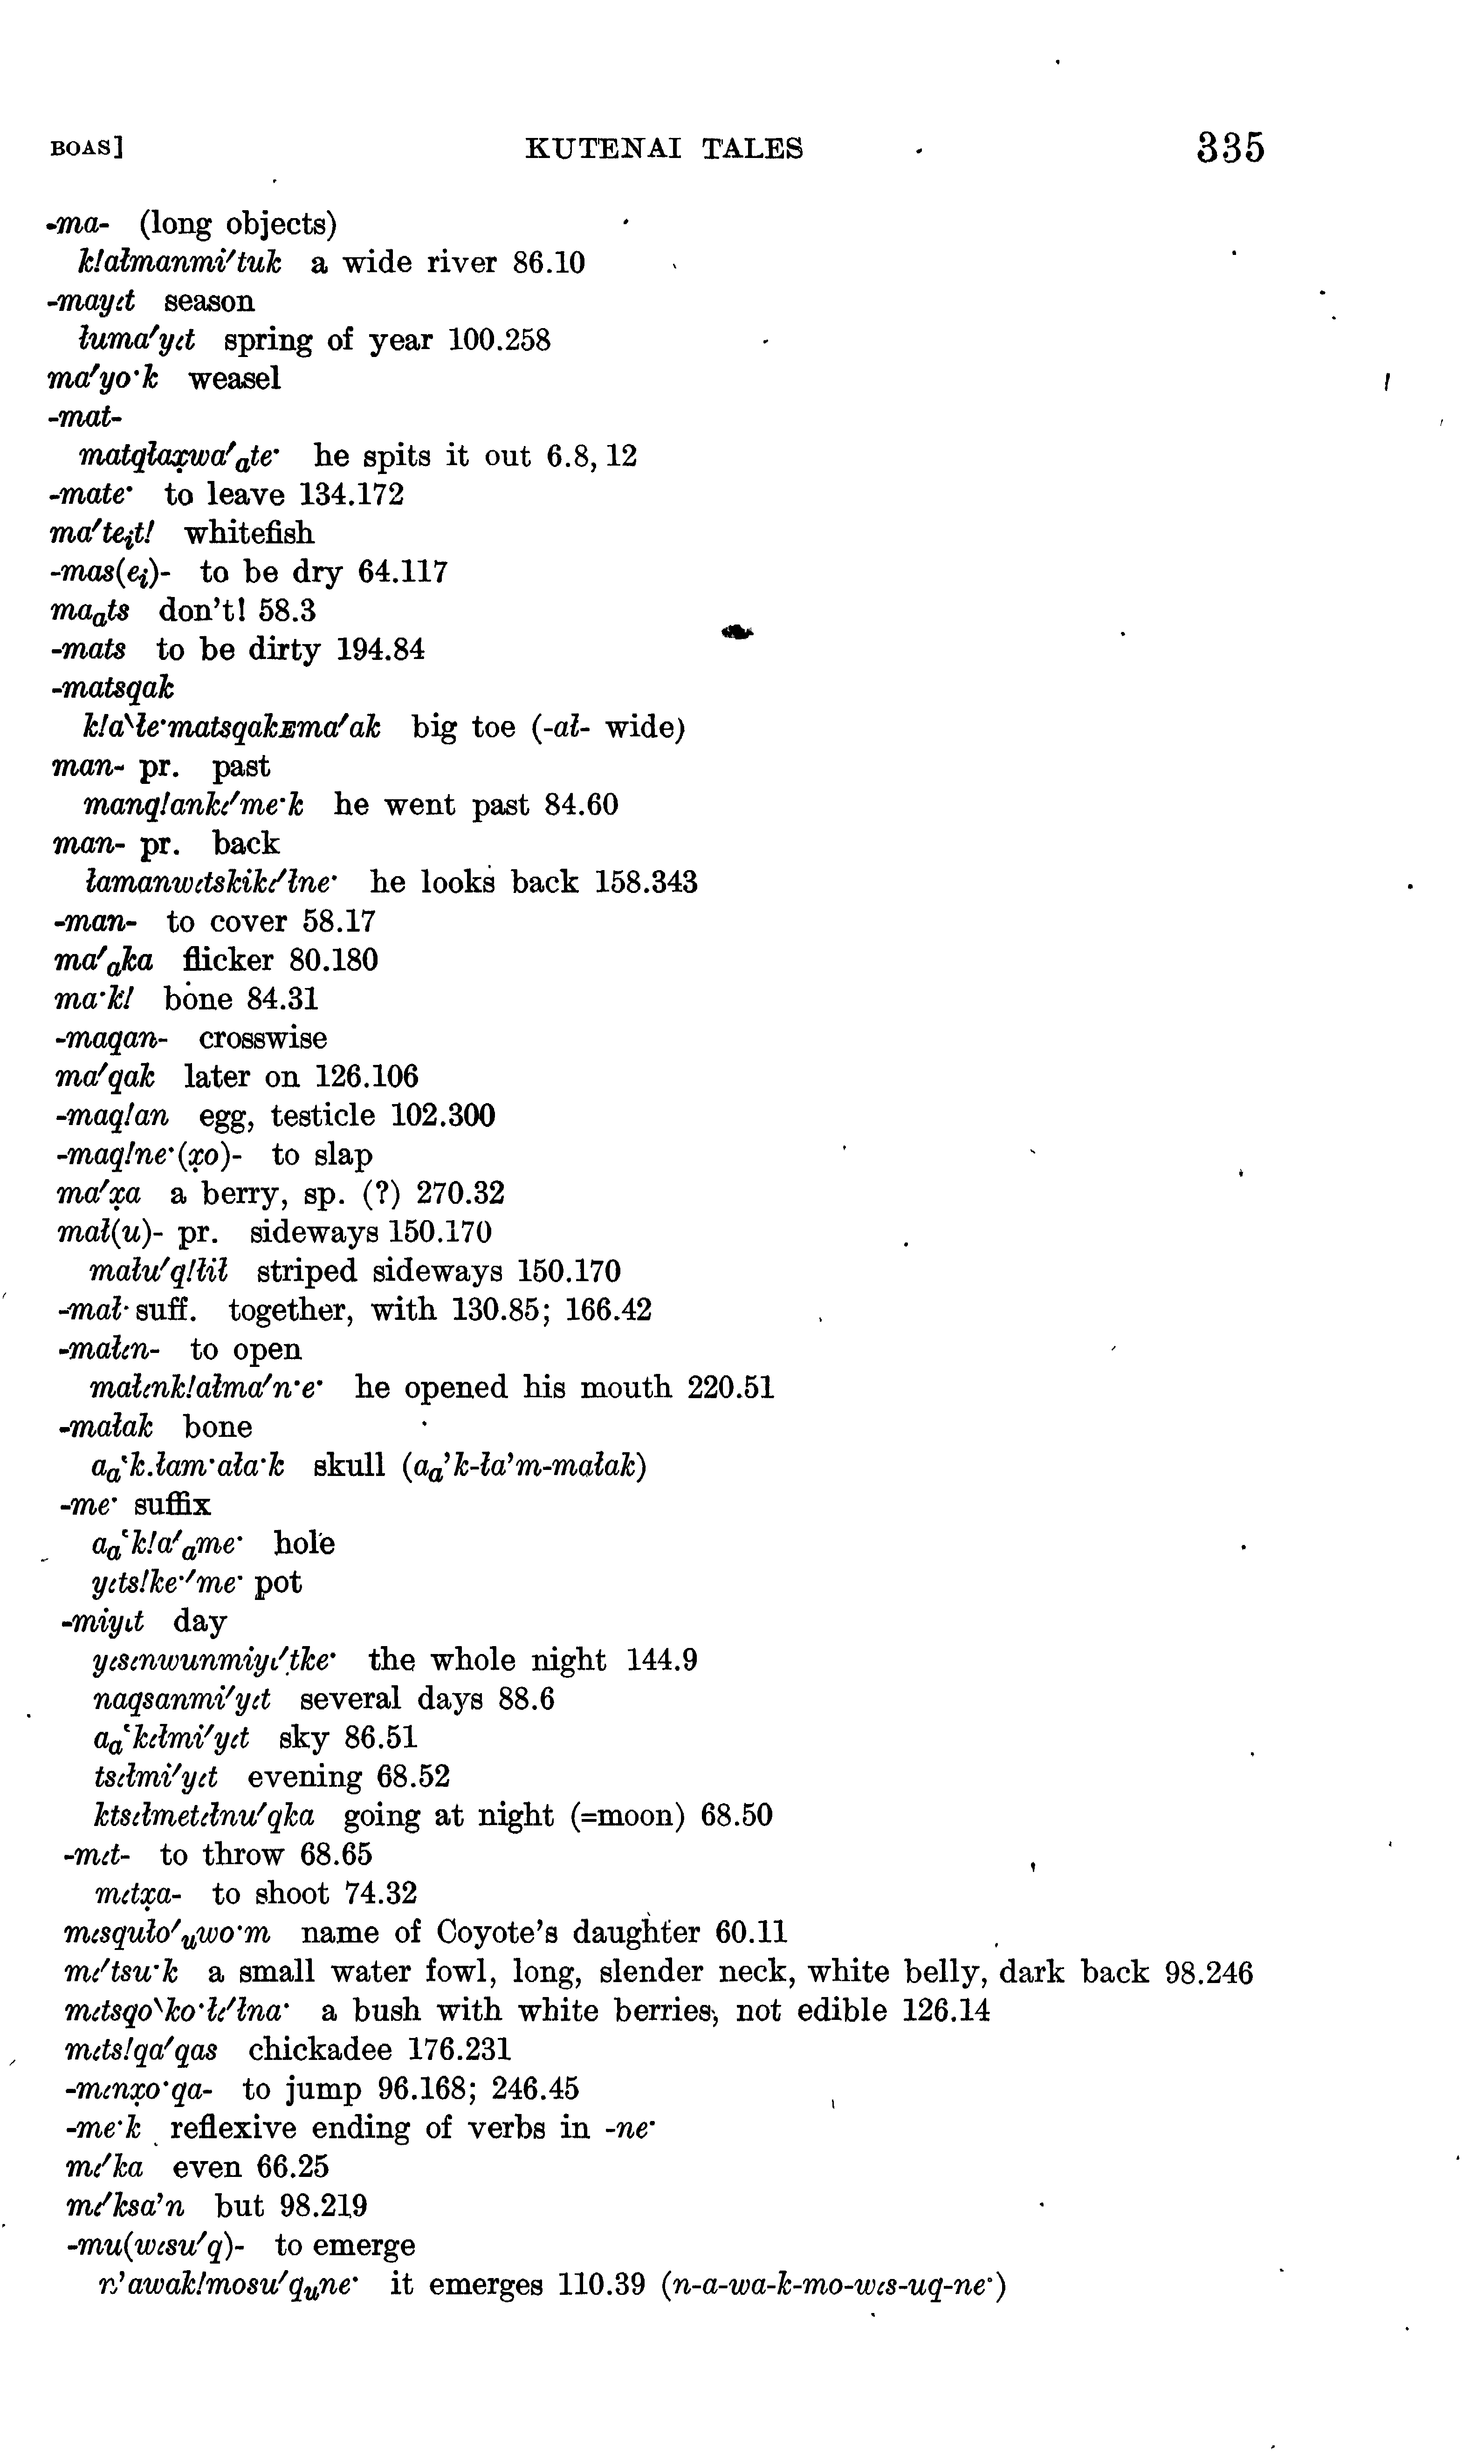 BOAS] KUTENAI TALES 335
-ma- (long objects)
k!ałmanmi′tuk a wide river 86.10
-mayɩt season
łuma′yɩt spring of year 100.258
ma′yo·k weasel
-mat-
matqłax̣wa′ₐte· he spits it out 6.8, 12
-mate· to leave 134.172
ma′teᵢt! whitefish
-mas(eᵢ)- to be dry 64.117
maₐts don't! 58.3
-mats to be dirty 194.84
-matsqak
k!a‵łe·matsqakᴇma′ak big toe (-ał- wide)
man- pr. past
manq!ankɩ′me·k he went past 84.60
man- pr. back
łamanwɩtskikɩ′łne· he looks back 158.343
-man- to cover 58.17
ma′ₐka flicker 80.180
ma·k! bone 84.31
-maqan- crosswise
ma′qak later on 126.106
-maq!an egg, testicle 102.300
-maq!ne·(x̣o)- to slap
ma′x̣a a berry, sp. (?) 270.32
mał(u)- pr. sideways 150.170
mału′q!łił striped sideways 150.170
-mał· suff. together, with 130.85; 166.42
-małɩn- to open
małɩnk!ałma′n·e· he opened his mouth 220.51
-małak bone
aₐ‛k.łam·ała·k skull (aₐ’k-ła’m-małak)
-me· suffix
aₐ‛k!a′ₐme· hole
yɩts!ke·′me· pot
-miyɩt day
yɩsɩnwunmiyɩ′tke· the whole night 144.9
naqsanmi′yɩt several days 88.6
aₐ‛kɩłmi′yɩt sky 86.51
tsɩłmi′yɩt evening 68.52
ktsɩłmetɩłnu′qka going at night (=moon) 68.50
-mɩt- to throw 68.65
mɩtx̣a- to shoot 74.32
mɩsquło′ᵤwo·m name of Coyote's daughter 60.11
mɩ′tsu·k a small water fowl, long, slender neck, white belly, dark back 98.246
mɩtsqo‵ko·łɩ′łna· a bush with white berries, not edible 126.14
mɩts!qa′qas chickadee 176.231
-mɩnx̣o·qa- to jump 96.168; 246.45
-me·k reflexive ending of verbs in -ne·
mɩ′ka even 66.25
mɩ′ksa’n but 98.219
-mu(wɩsu′q)- to emerge
n’awak!mosu′qᵤne· it emerges 110.39 (n-a-wa-k-mo-wɩs-uq-ne·)